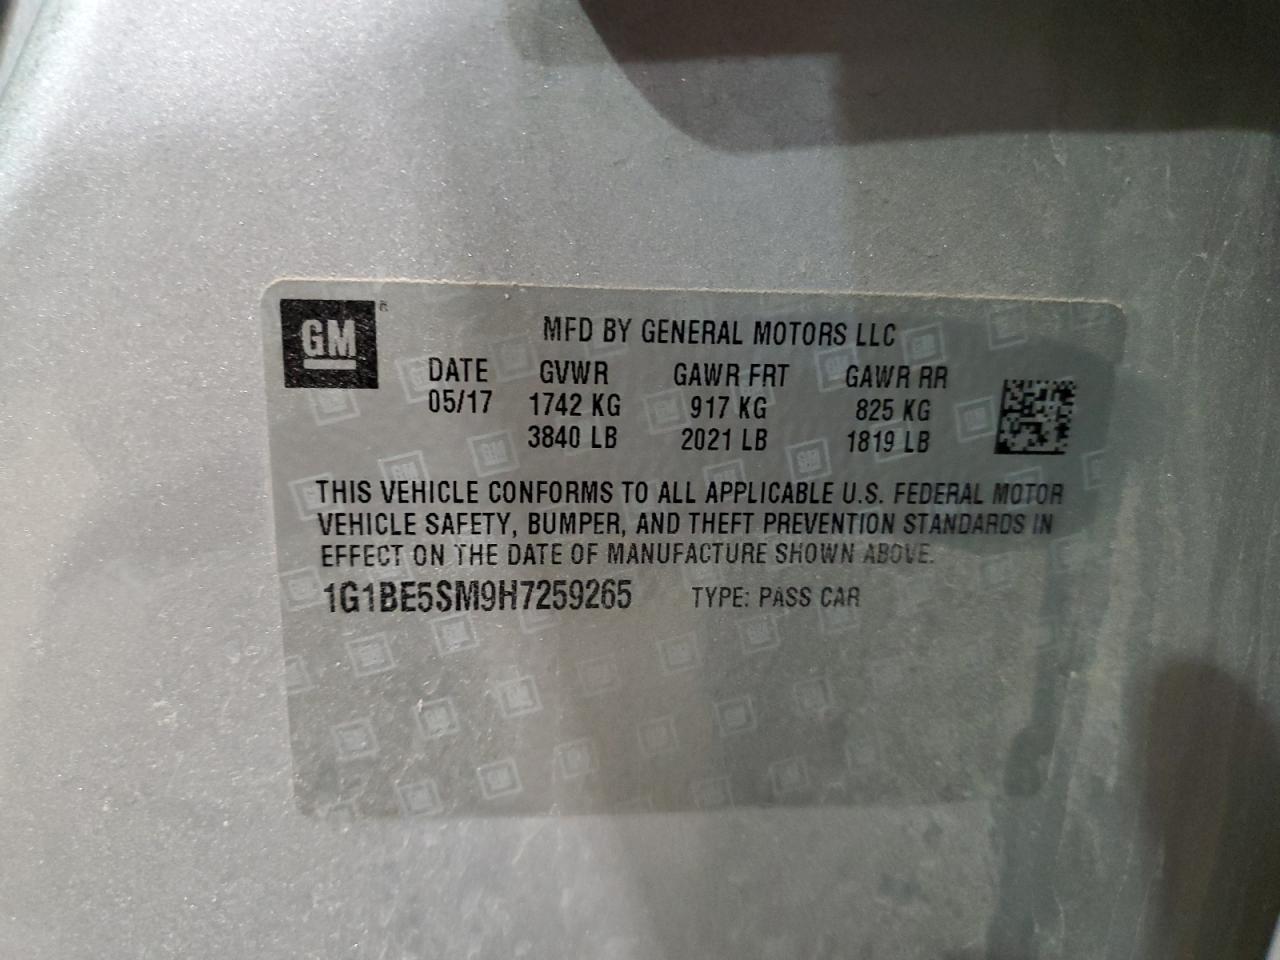 GM®
MFD BY GENERAL MOTORS LLC
DATE GVWR GAWR FRT GAWR RR
05/17 1742 KG 917 KG 825 KG
3840 LB 2021 LB 1819 LB
THIS VEHICLE CONFORMS TO ALL APPLICABLE U.S. FEDERAL MOTOR
VEHICLE SAFETY, BUMPER, AND THEFT PREVENTION STANDARDS IN
EFFECT ON THE DATE OF MANUFACTURE SHOWN ABOVE.
1G1BE5SM9H7259265 TYPE: PASS CAR